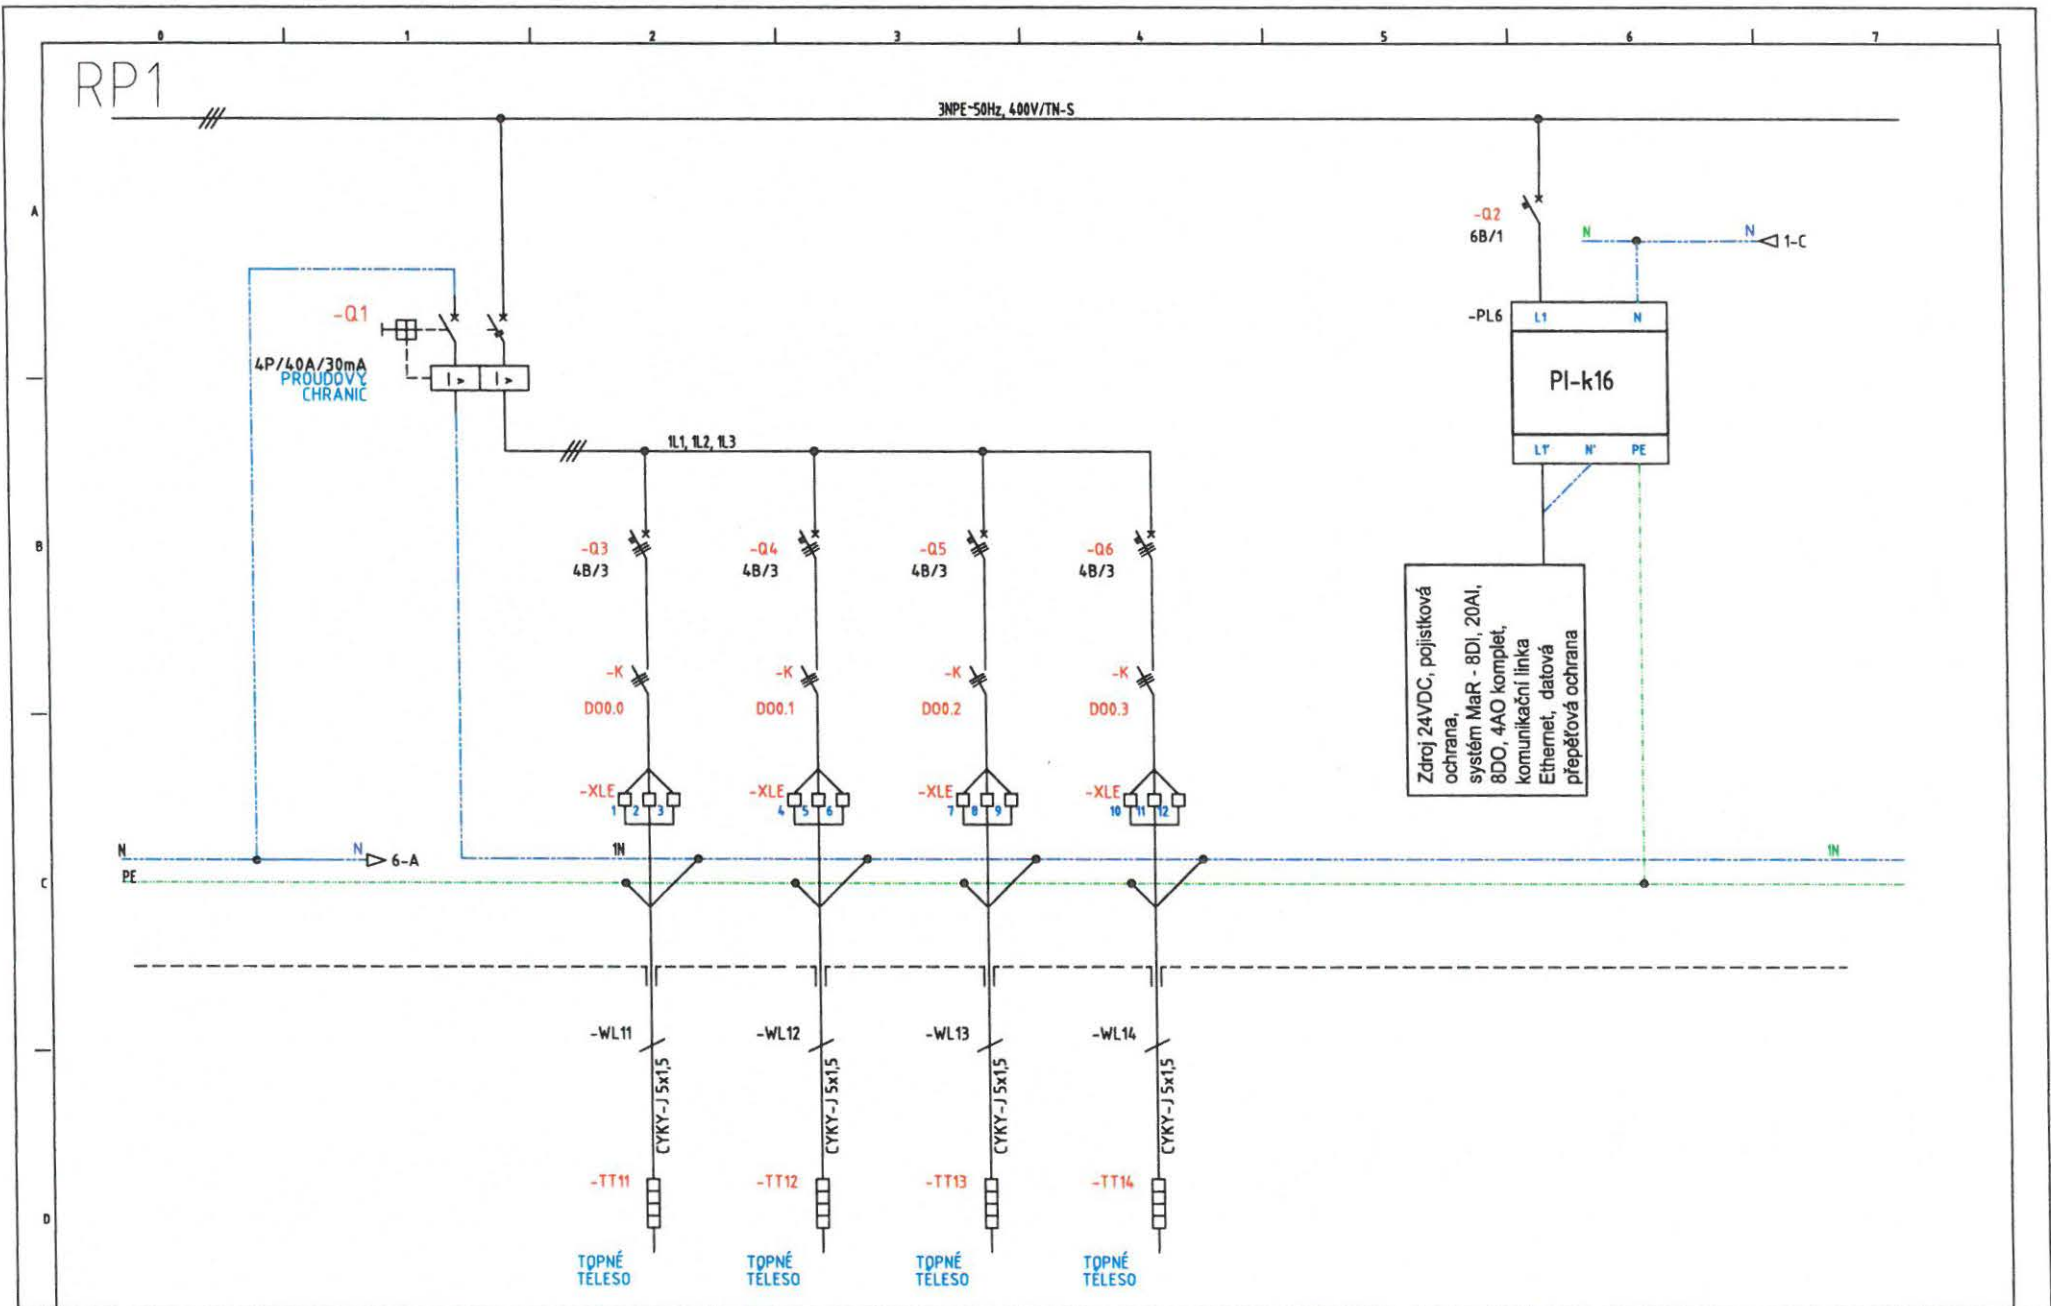 0 1 2 3 4 5 6 7
RP1
3NPE~50Hz, 400V/TN-S
A
-Q2
6B/1
N
N
1-C
-Q1
4P/40A/30mA
PROUDOVÝ
CHRÁNIČ
I >
I >
-PL6
L1
N
PI-k16
L1'
N'
PE
1L1, 1L2, 1L3
B
-Q3
4B/3
-Q4
4B/3
-Q5
4B/3
-Q6
4B/3
-K
DO0.0
-K
DO0.1
-K
DO0.2
-K
DO0.3
Zdroj 24VDC, pojistková
ochrana,
systém MaR - 8DI, 20AI,
8DO, 4AO komplet,
komunikační linka
Ethernet, datová
přepěťová ochrana
-XLE
1 2 3
-XLE
4 5 6
-XLE
7 8 9
-XLE
10 11 12
N
N
6-A
1N
1N
C
PE
-WL11
CYKY-J 5x1,5
-WL12
CYKY-J 5x1,5
-WL13
CYKY-J 5x1,5
-WL14
CYKY-J 5x1,5
D
-TT11
-TT12
-TT13
-TT14
TOPNÉ
TĚLESO
TOPNÉ
TĚLESO
TOPNÉ
TĚLESO
TOPNÉ
TĚLESO